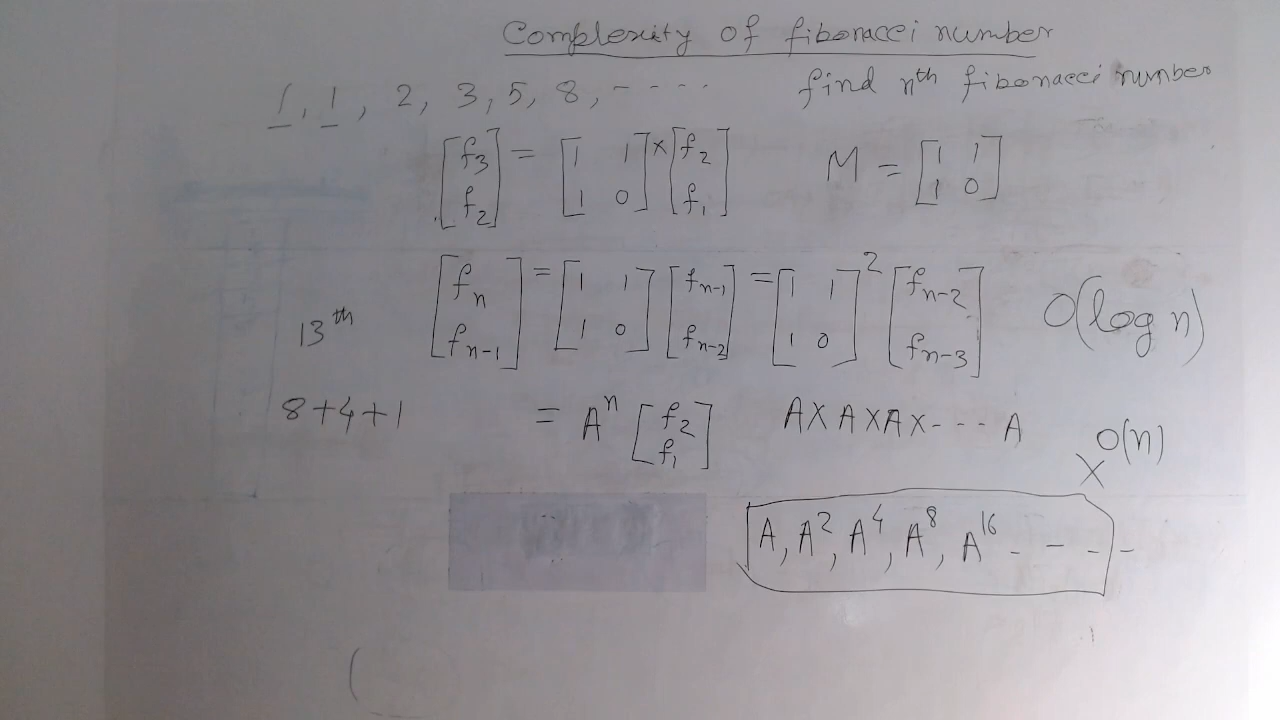 Complexity of fibonacci number
1, 1, 2, 3, 5, 8, - - - -
find nth fibonacci number
[f3 f2] = [1 1 1 0] × [f2 f1]
M = [1 1 1 0]
[fn fn-1] = [1 1 1 0] [fn-1 fn-2] = [1 1 1 0]^2 [fn-2 fn-3]
O(log n)
13th
8+4+1
= A^n [f2 f1]
A×A×A×- - - A
× O(n)
A, A^2, A^4, A^8, A^16 - - - -